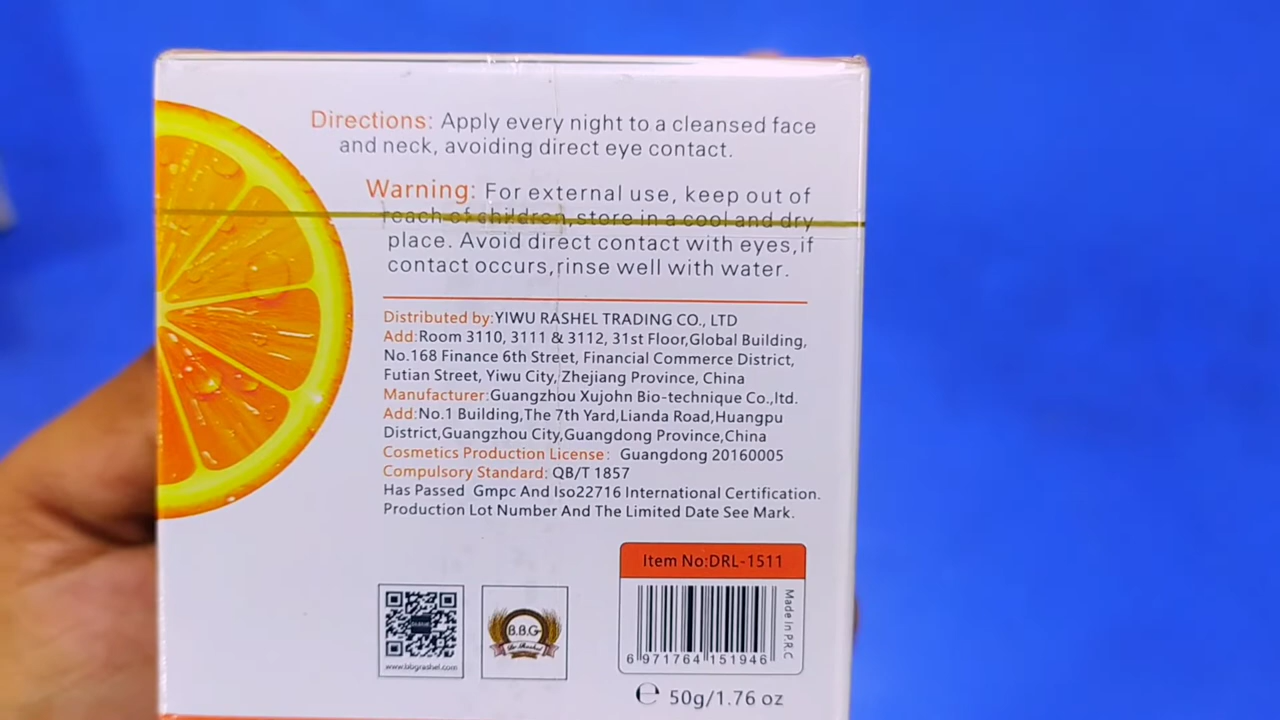 Directions: Apply every night to a cleansed face
and neck, avoiding direct eye contact.
Warning: For external use, keep out of
reach of children,store in a cool and dry
place. Avoid direct contact with eyes,if
contact occurs,rinse well with water.
Distributed by:YIWU RASHEL TRADING CO., LTD
Add:Room 3110, 3111 & 3112, 31st Floor,Global Building,
No.168 Finance 6th Street, Financial Commerce District,
Futian Street, Yiwu City, Zhejiang Province, China
Manufacturer:Guangzhou Xujohn Bio-technique Co.,ltd.
Add:No.1 Building,The 7th Yard,Lianda Road,Huangpu
District,Guangzhou City,Guangdong Province,China
Cosmetics Production License: Guangdong 20160005
Compulsory Standard: QB/T 1857
Has Passed Gmpc And Iso22716 International Certification.
Production Lot Number And The Limited Date See Mark.
Item No:DRL-1511
Made In P.R.C
6 971764 151946
www.bbgrashel.com
B.B.G
e 50g/1.76 oz